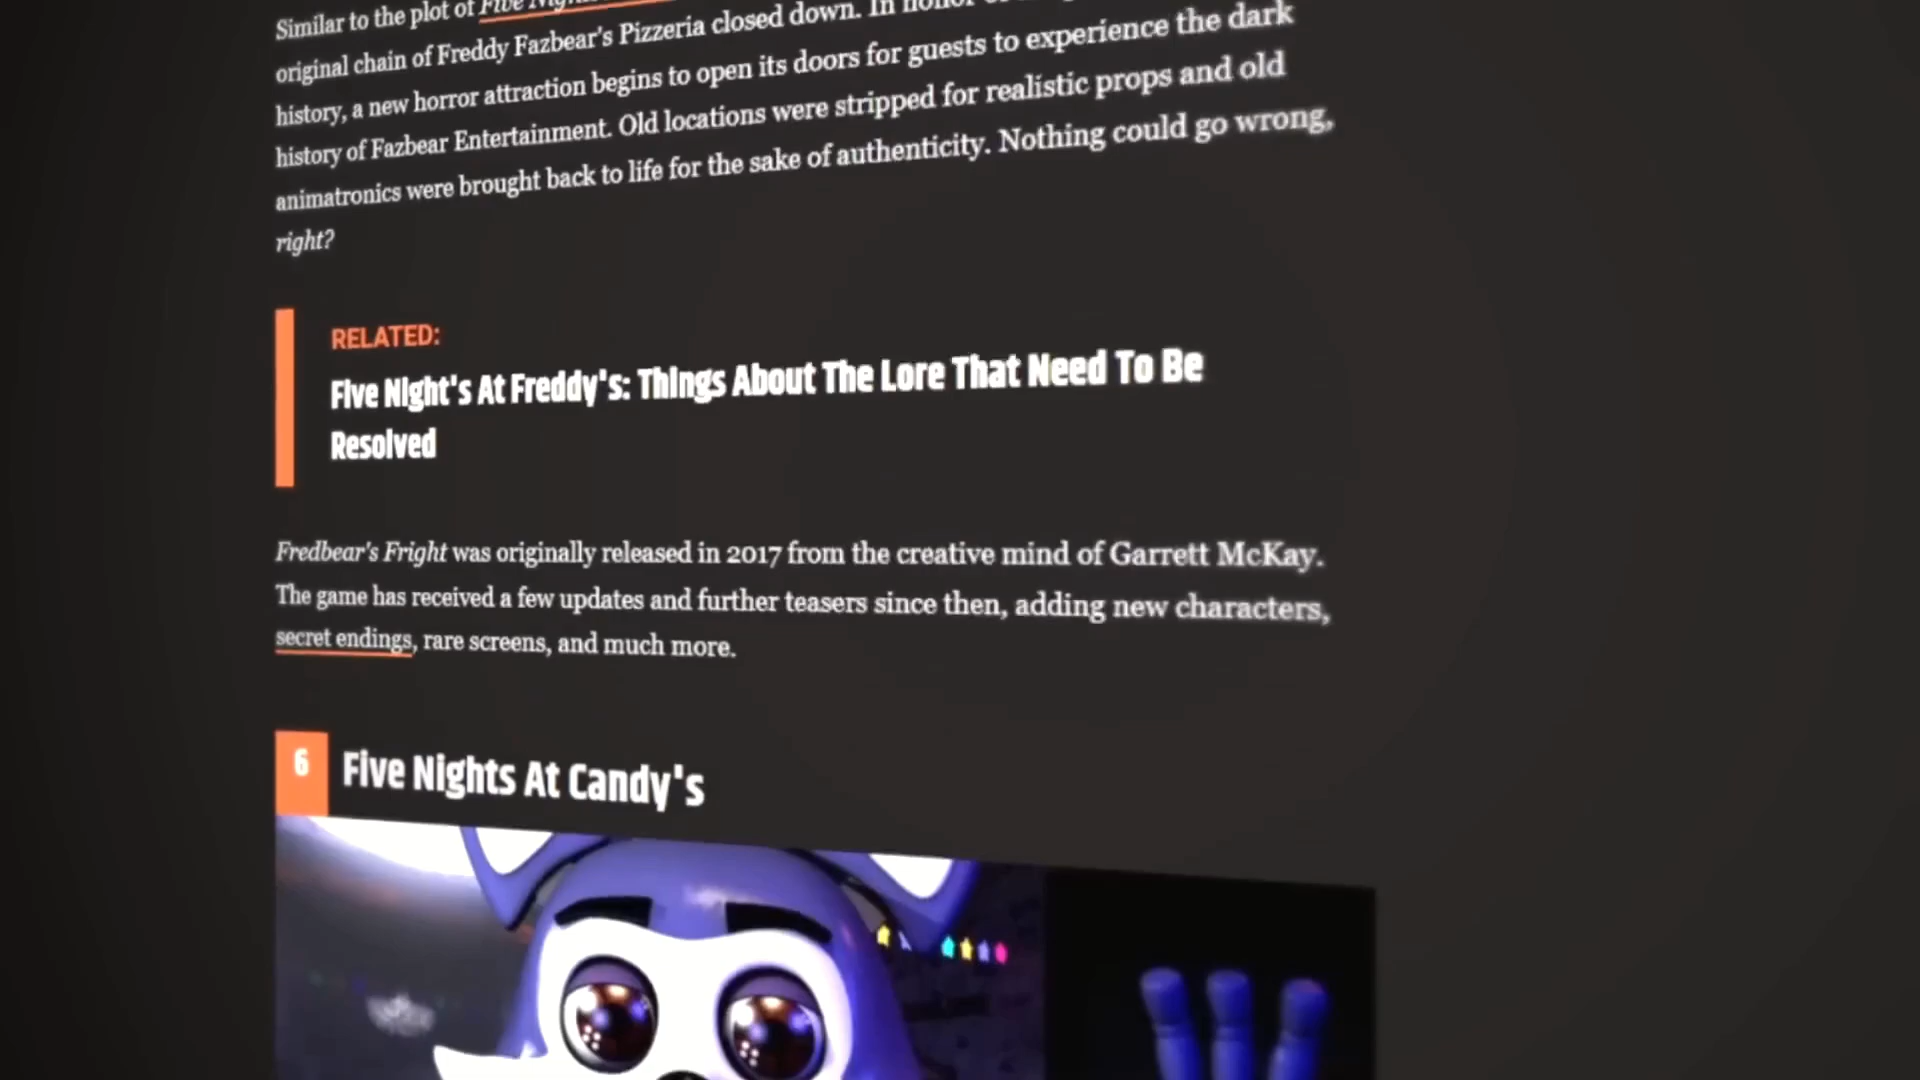 Similar to the plot of Five
original chain of Freddy Fazbear's Pizzeria closed down. In honor
history, a new horror attraction begins to open its doors for guests to experience the dark
history of Fazbear Entertainment. Old locations were stripped for realistic props and old
animatronics were brought back to life for the sake of authenticity. Nothing could go wrong,
right?
RELATED:
Five Night's At Freddy's: Things About The Lore That Need To Be
Resolved
Fredbear's Fright was originally released in 2017 from the creative mind of Garrett McKay.
The game has received a few updates and further teasers since then, adding new characters,
secret endings, rare screens, and much more.
6 Five Nights At Candy's